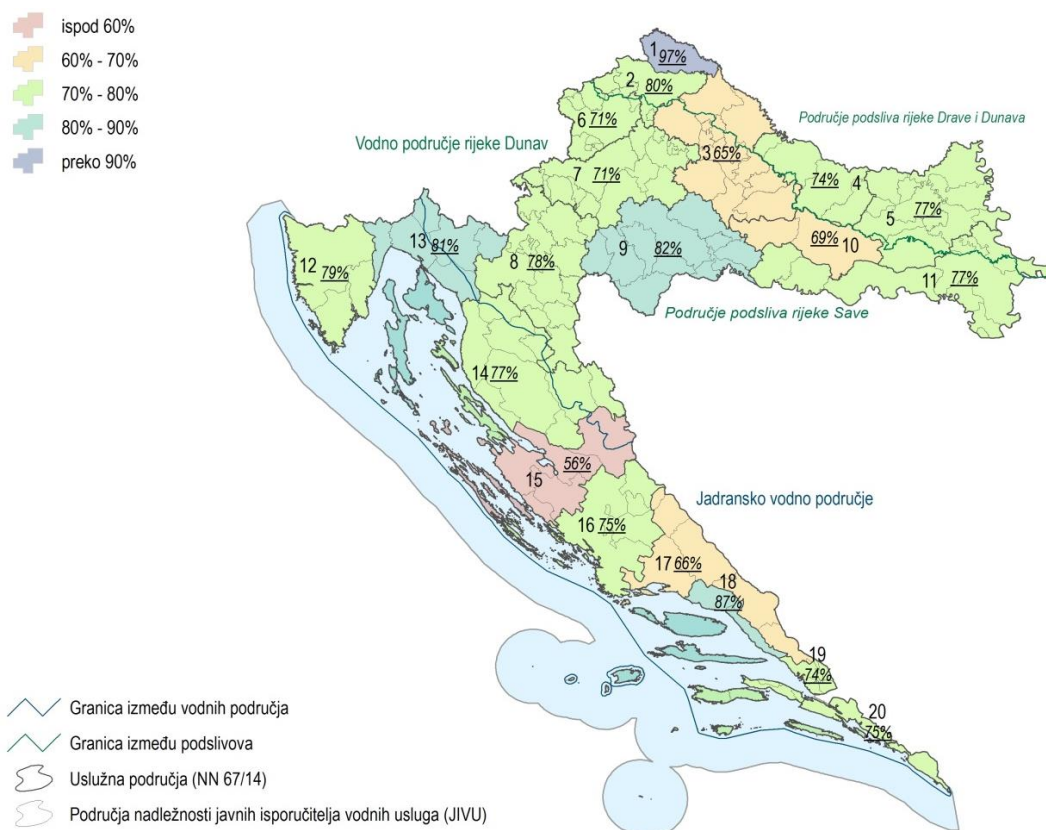 ispod 60%
60% - 70%
70% - 80%
80% - 90%
preko 90%
1 97%
2 80%
6 71%
Područje podsliva rijeke Drave i Dunava
Vodno područje rijeke Dunav
3 65%
7 71%
74% 4
5 77%
13 81%
9 82%
69% 10
12 79%
8 78%
11 77%
Područje podsliva rijeke Save
14 77%
56%
15
Jadransko vodno područje
16 75%
17 66%
18
87%
19
74%
20
75%
Granica između vodnih područja
Granica između podslivova
Uslužna područja (NN 67/14)
Područja nadležnosti javnih isporučitelja vodnih usluga (JIVU)